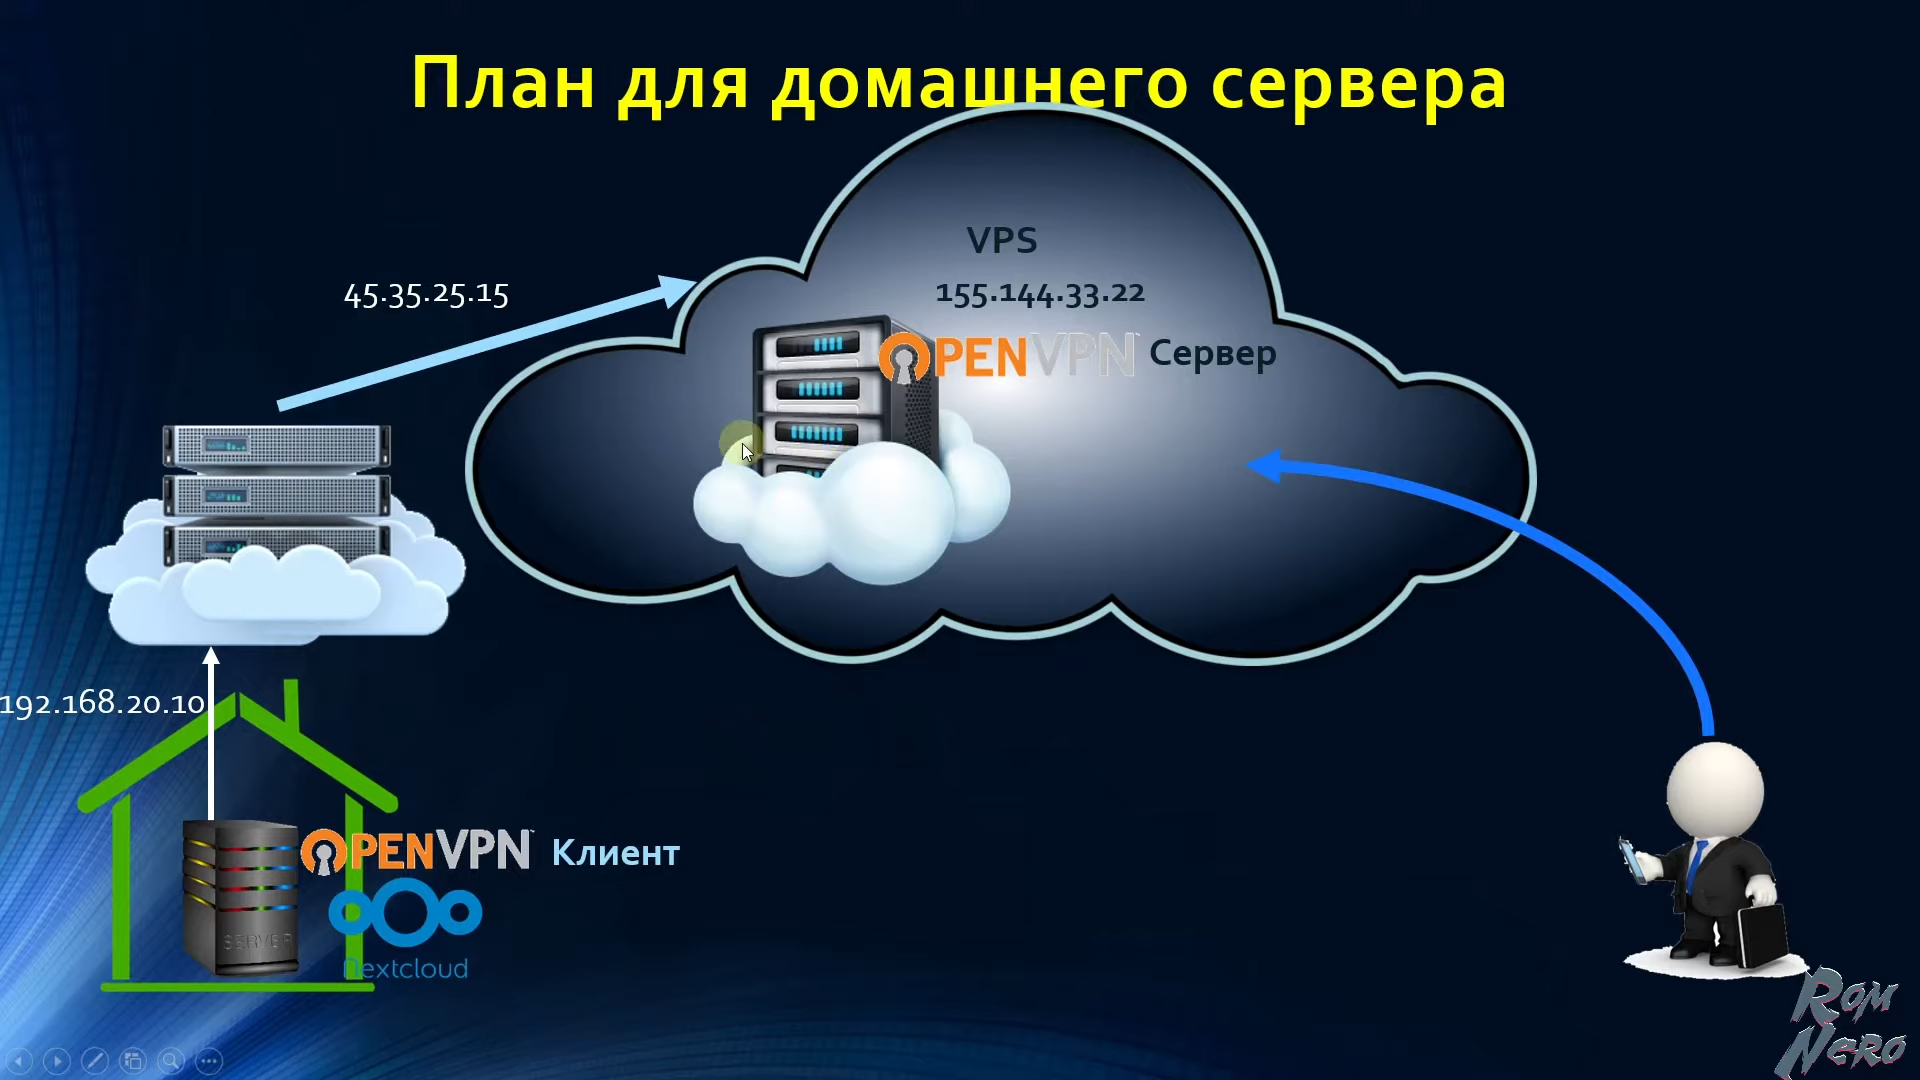 План для домашнего сервера
VPS
45.35.25.15
155.144.33.22
OPENVPN Сервер
192.168.20.10
OPENVPN Клиент
SERVER
Nextcloud
Rom
Nero